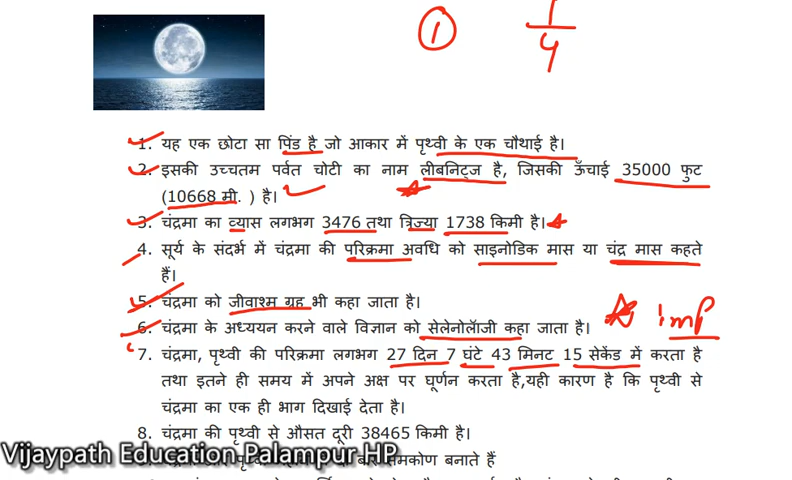 1 1/4
1. यह एक छोटा सा पिंड है जो आकार में पृथ्वी के एक चौथाई है।
2. इसकी उच्चतम पर्वत चोटी का नाम लीबनिट्ज है, जिसकी ऊँचाई 35000 फुट
(10668 मी. ) है।
3. चंद्रमा का व्यास लगभग 3476 तथा त्रिज्या 1738 किमी है।
4. सूर्य के संदर्भ में चंद्रमा की परिक्रमा अवधि को साइनोडिक मास या चंद्र मास कहते
हैं।
5. चंद्रमा को जीवाश्म ग्रह भी कहा जाता है।
6. चंद्रमा के अध्ययन करने वाले विज्ञान को सेलेनोलॅाजी कहा जाता है। imp
7. चंद्रमा, पृथ्वी की परिक्रमा लगभग 27 दिन 7 घंटे 43 मिनट 15 सेकेंड में करता है
तथा इतने ही समय में अपने अक्ष पर घूर्णन करता है,यही कारण है कि पृथ्वी से
चंद्रमा का एक ही भाग दिखाई देता है।
8. चंद्रमा की पृथ्वी से औसत दूरी 38465 किमी है।
Vijaypath Education Palampur HP
समकोण बनाते हैं